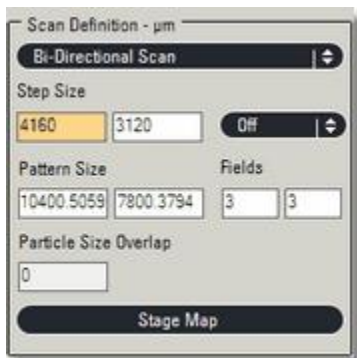 Scan Definition - µm
Bi-Directional Scan
Step Size
4160 3120 Off
Pattern Size Fields
10400.5059 7800.3794 3 3
Particle Size Overlap
0
Stage Map